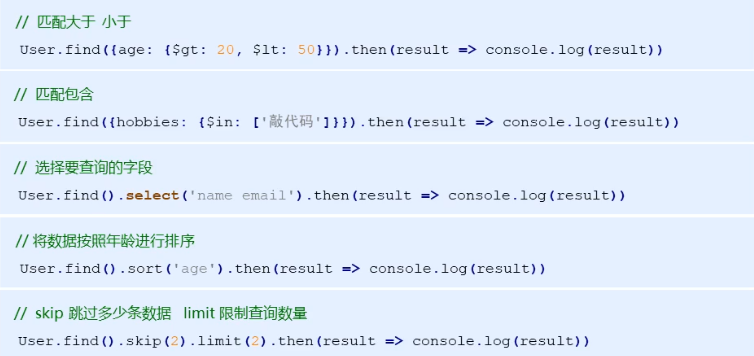 // 匹配大于 小于
User.find({age: {$gt: 20, $lt: 50}}).then(result => console.log(result))
// 匹配包含
User.find({hobbies: {$in: ['敲代码']}}).then(result => console.log(result))
// 选择要查询的字段
User.find().select('name email').then(result => console.log(result))
// 将数据按照年龄进行排序
User.find().sort('age').then(result => console.log(result))
// skip 跳过多少条数据 limit 限制查询数量
User.find().skip(2).limit(2).then(result => console.log(result))